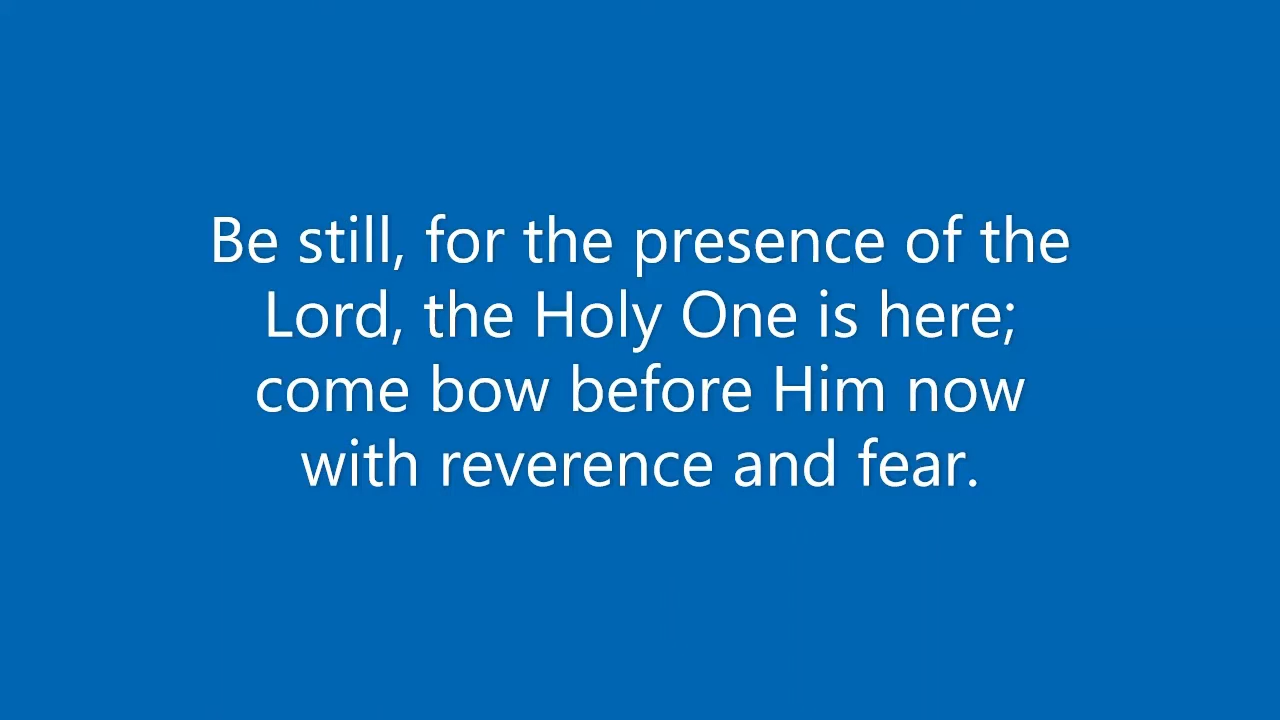 Be still, for the presence of the
Lord, the Holy One is here;
come bow before Him now
with reverence and fear.